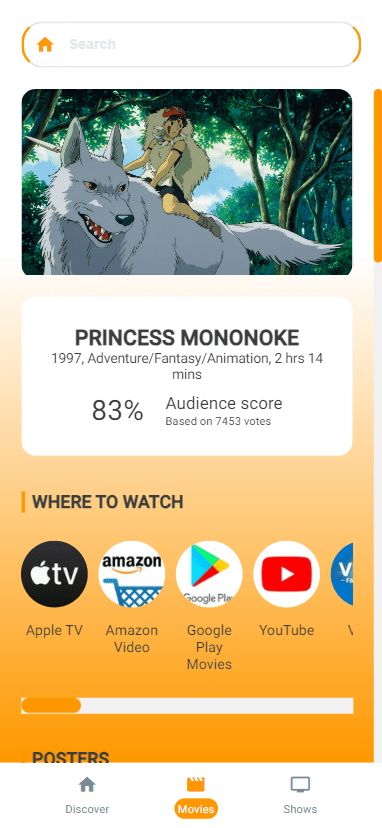 Search
PRINCESS MONONOKE
1997, Adventure/Fantasy/Animation, 2 hrs 14
mins
83%
Audience score
Based on 7453 votes
WHERE TO WATCH
tv
amazon
Google Play
Apple TV
Amazon
Video
Google
Play
Movies
YouTube
V
POSTERS
Discover
Movies
Shows